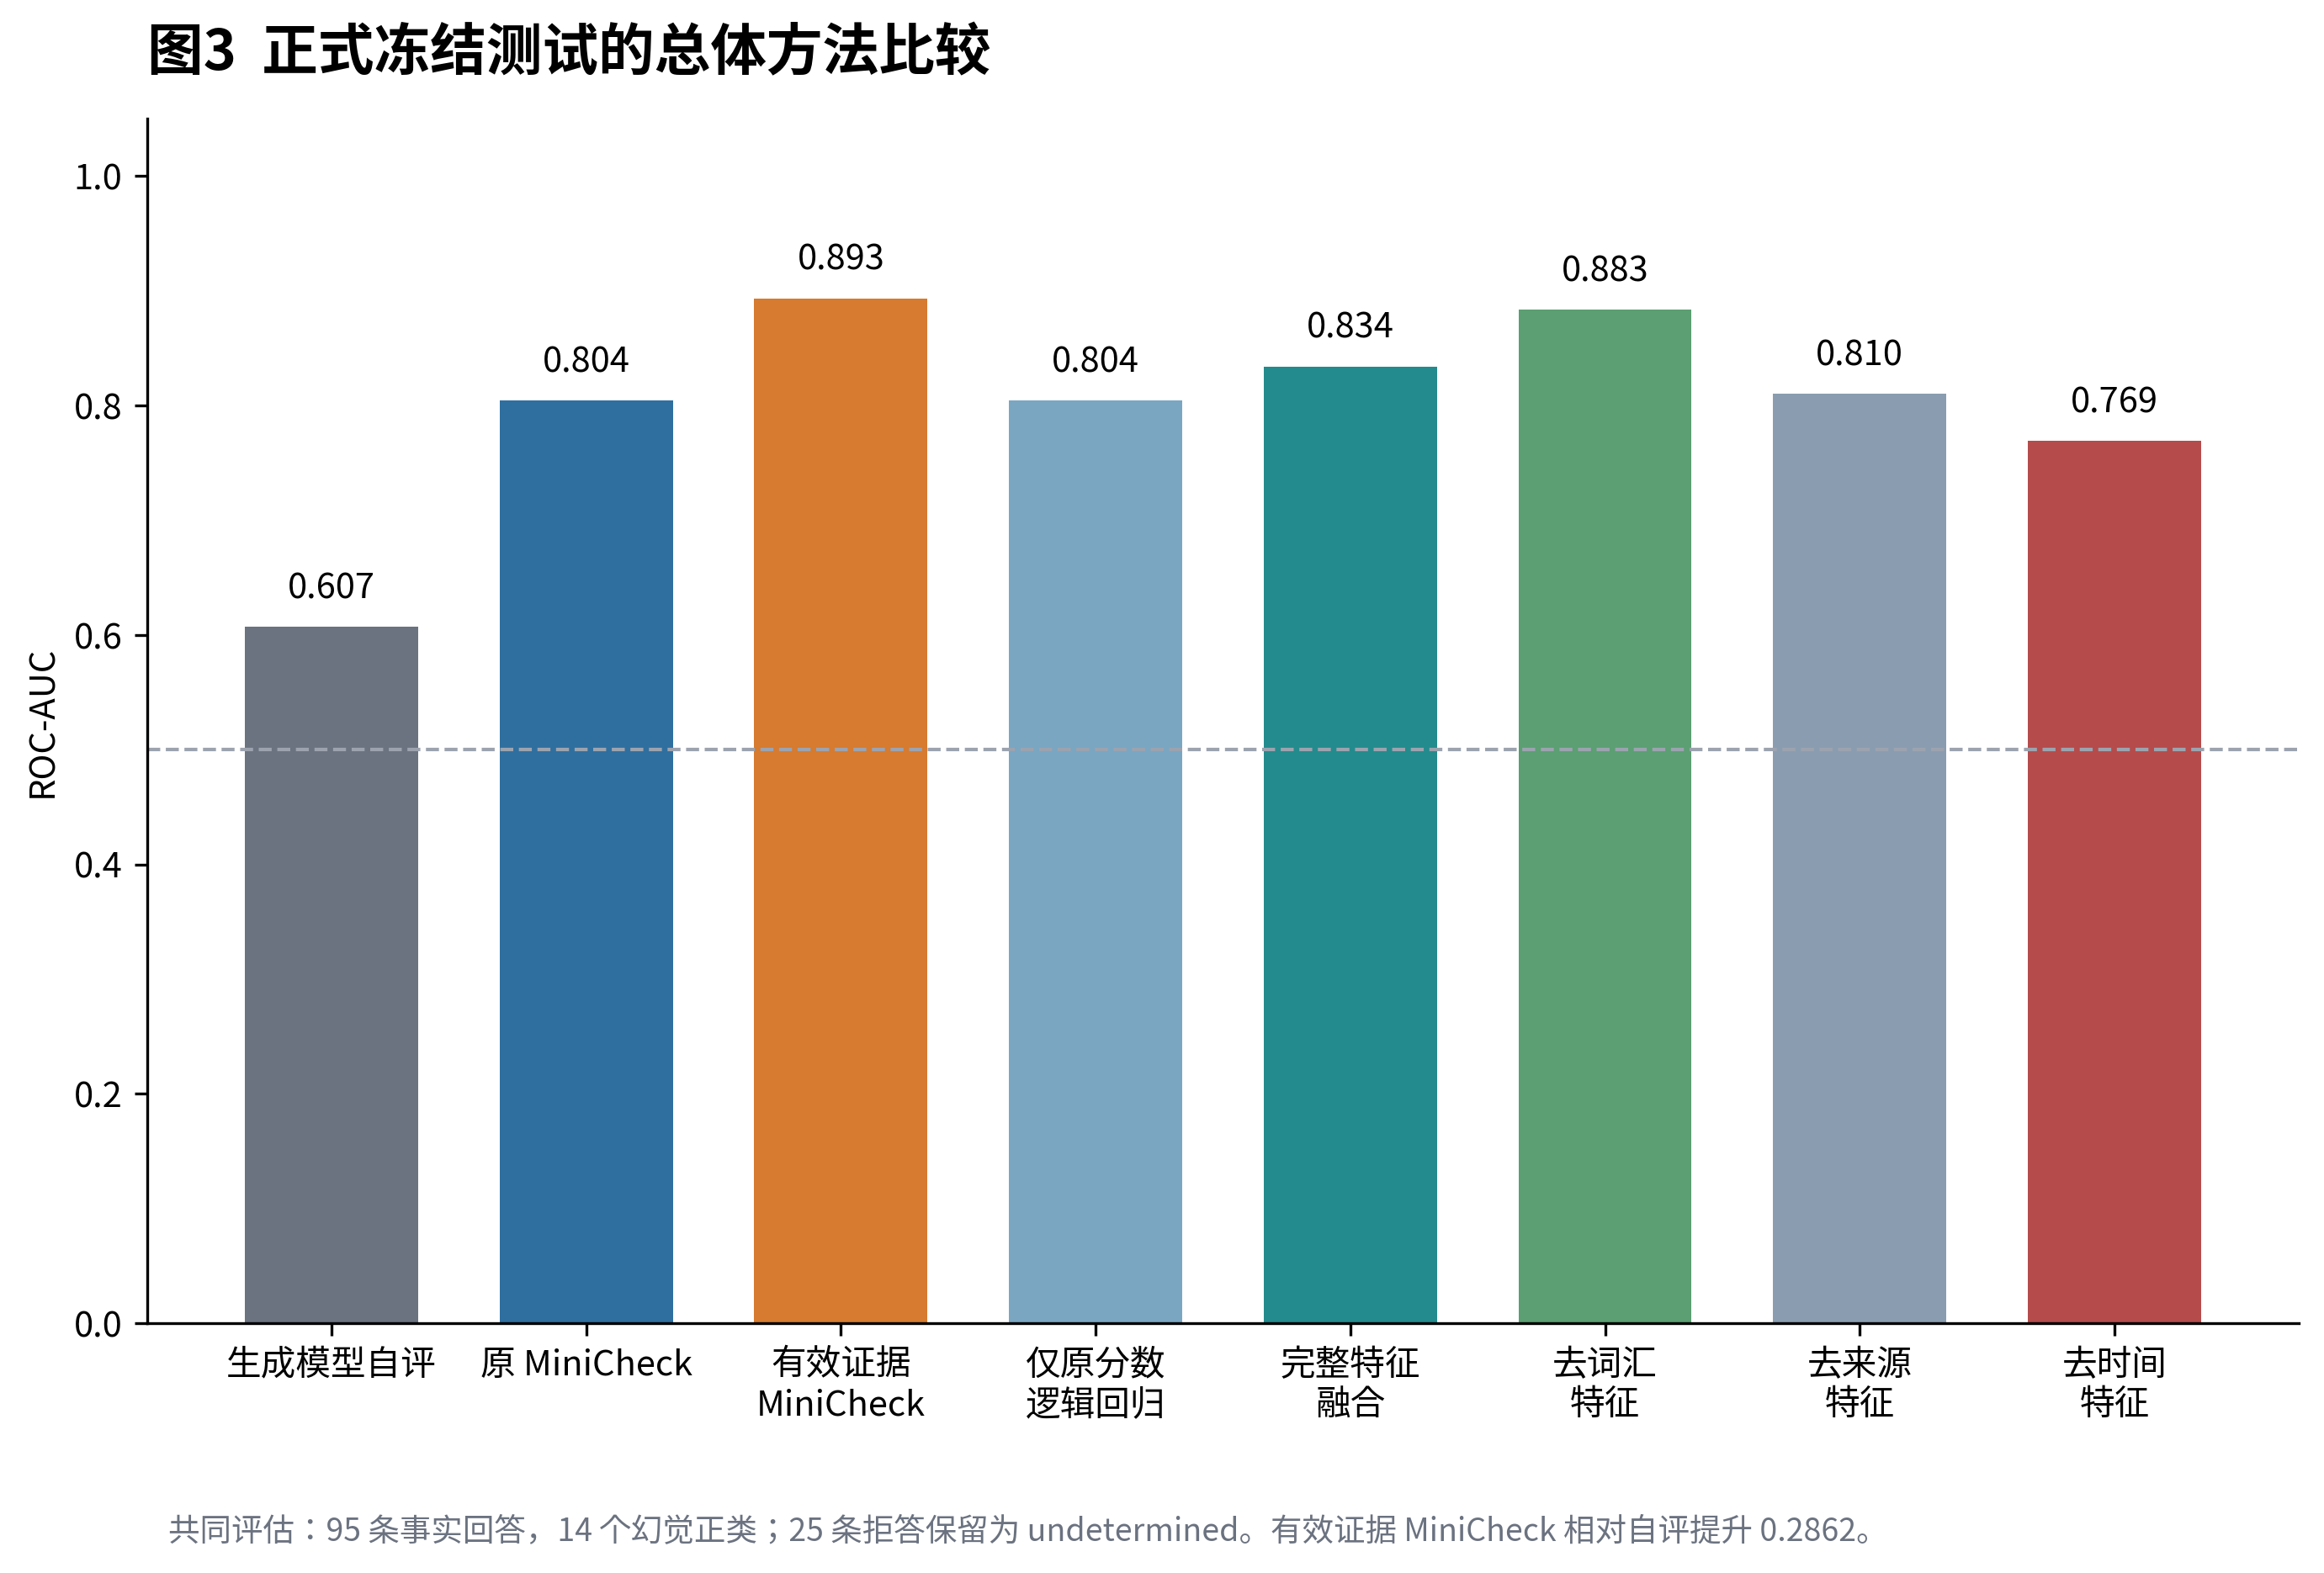 图3 正式冻结测试的总体方法比较
1.0
0.8
0.6
0.4
0.2
0.0
ROC-AUC
0.607
0.804
0.893
0.804
0.834
0.883
0.810
0.769
生成模型自评
原 MiniCheck
有效证据
MiniCheck
仅原分数
逻辑回归
完整特征
融合
去词汇
特征
去来源
特征
去时间
特征
共同评估：95 条事实回答，14 个幻觉正类；25 条拒答保留为 undetermined。有效证据 MiniCheck 相对自评提升 0.2862。